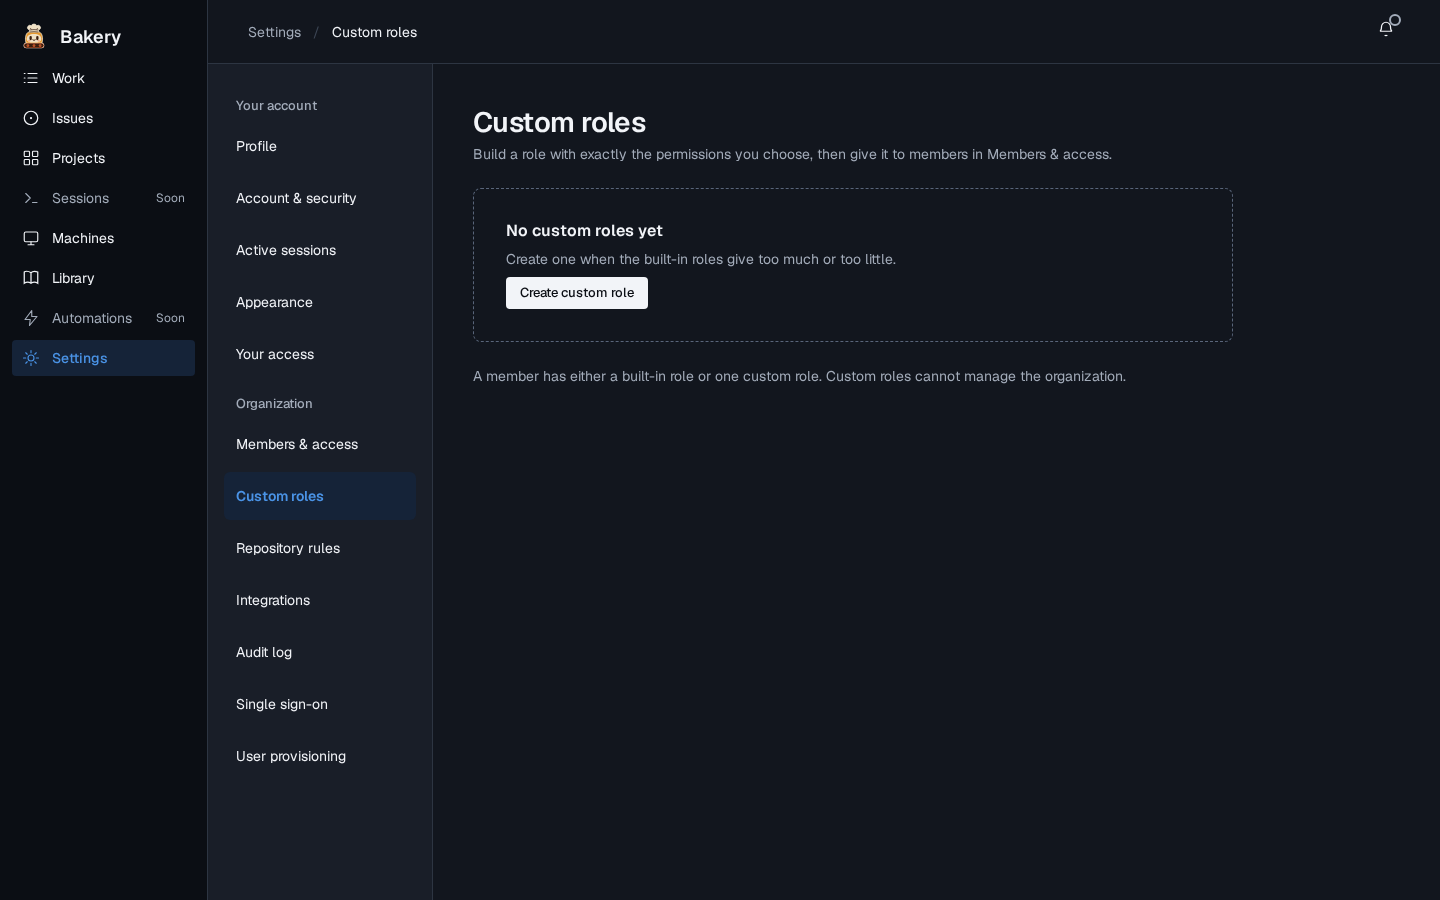 Bakery
Work
Issues
Projects
Sessions Soon
Machines
Library
Automations Soon
Settings
Settings / Custom roles
Your account
Profile
Account & security
Active sessions
Appearance
Your access
Organization
Members & access
Custom roles
Repository rules
Integrations
Audit log
Single sign-on
User provisioning
Custom roles
Build a role with exactly the permissions you choose, then give it to members in Members & access.
No custom roles yet
Create one when the built-in roles give too much or too little.
Create custom role
A member has either a built-in role or one custom role. Custom roles cannot manage the organization.